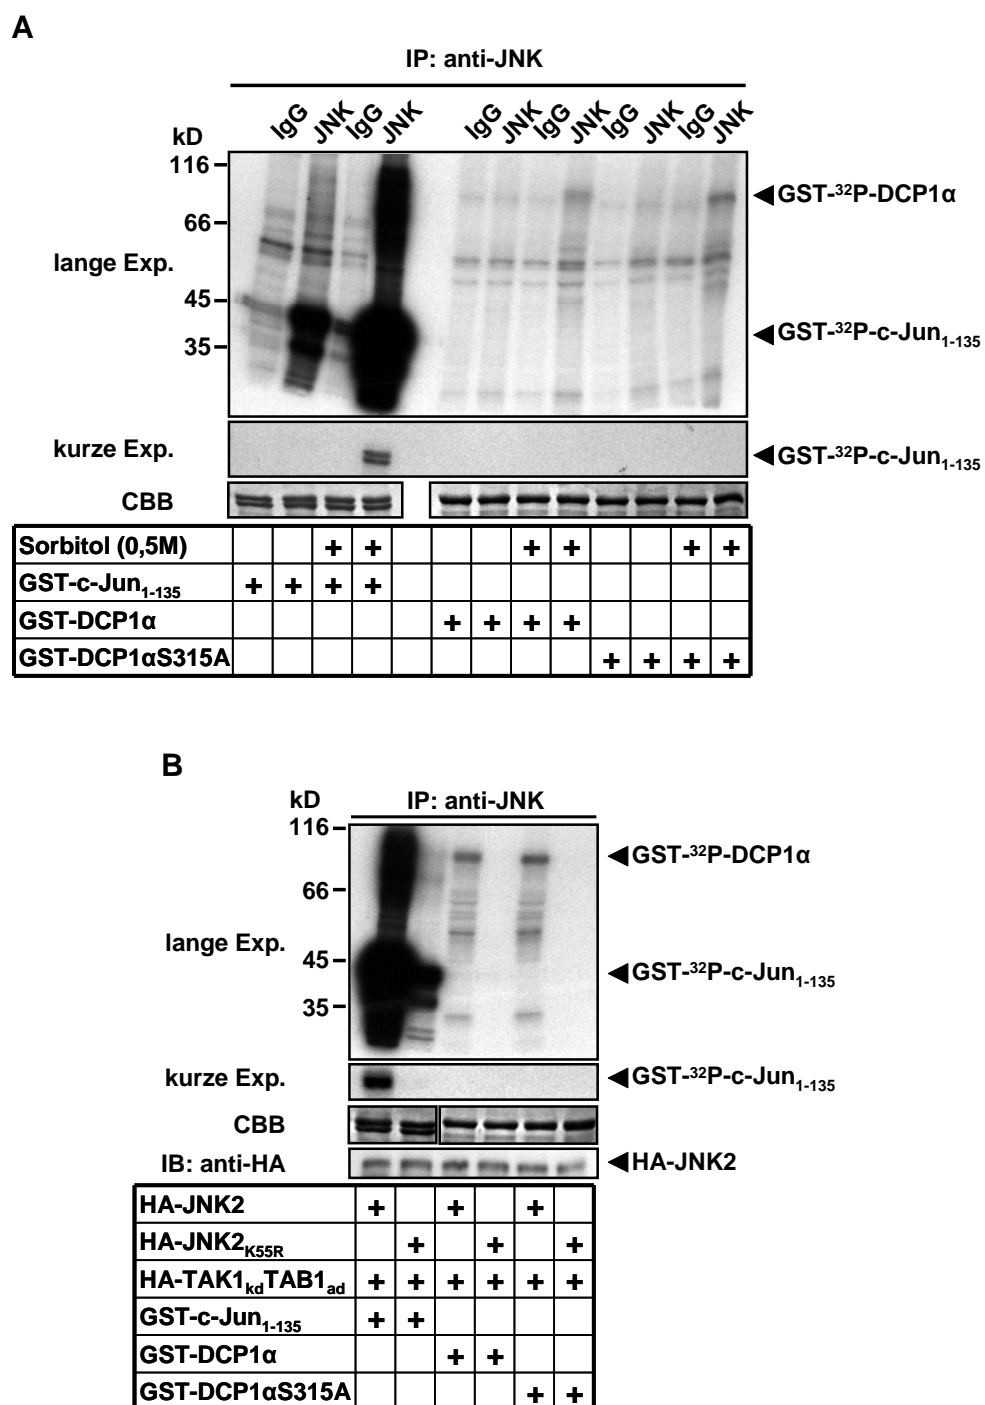 A
IP: anti-JNK
IgG JNK IgG JNK IgG JNK IgG JNK IgG JNK IgG JNK
kD
116
66
lange Exp.
45
35
GST-³²P-DCP1α
GST-³²P-c-Jun₁₋₁₃₅
kurze Exp.
GST-³²P-c-Jun₁₋₁₃₅
CBB
Sorbitol (0,5M) + + + + + +
GST-c-Jun₁₋₁₃₅ + + + +
GST-DCP1α + + + +
GST-DCP1αS315A + + + +
B
kD
IP: anti-JNK
116
66
lange Exp.
45
35
GST-³²P-DCP1α
GST-³²P-c-Jun₁₋₁₃₅
kurze Exp.
GST-³²P-c-Jun₁₋₁₃₅
CBB
IB: anti-HA
HA-JNK2
HA-JNK2 + + +
HA-JNK2K55R + + +
HA-TAK1kdTAB1ad + + + + + +
GST-c-Jun₁₋₁₃₅ + +
GST-DCP1α + +
GST-DCP1αS315A + +